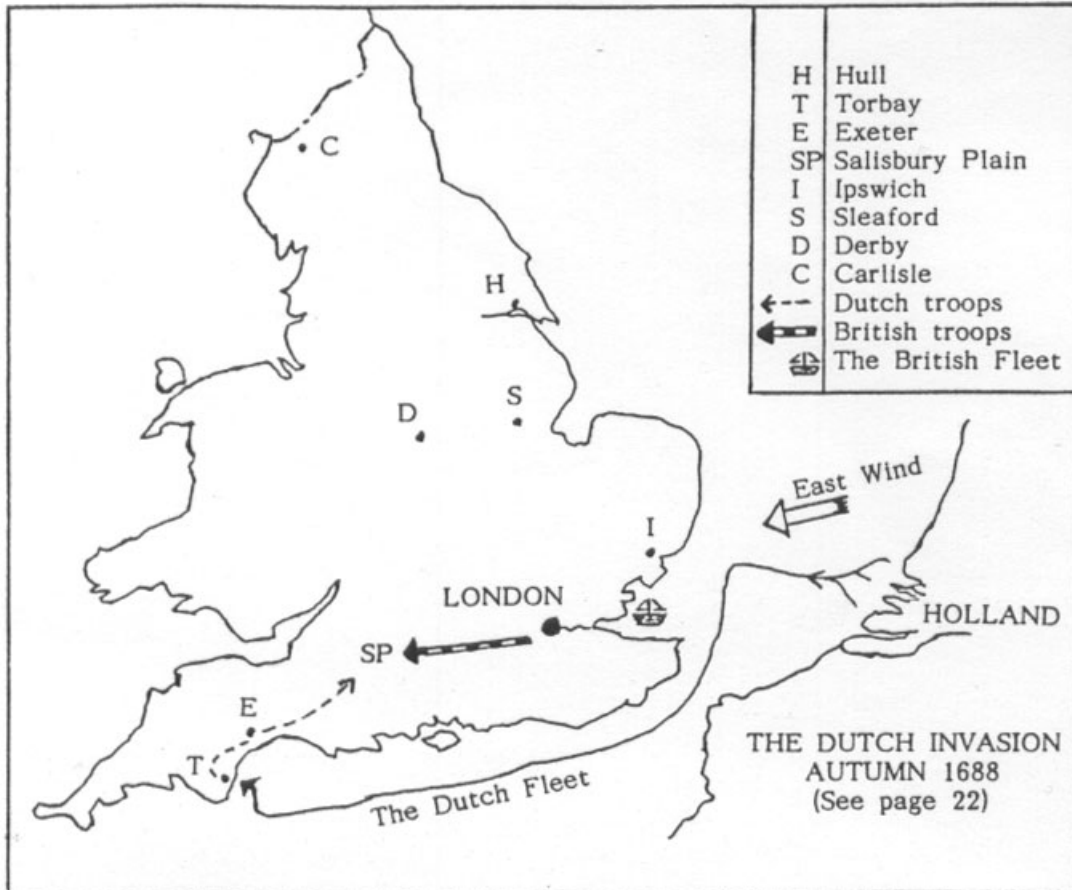 H Hull
T Torbay
E Exeter
SP Salisbury Plain
I Ipswich
S Sleaford
D Derby
C Carlisle
Dutch troops
British troops
The British Fleet
C
H
D
S
East Wind
I
LONDON
HOLLAND
SP
E
T
The Dutch Fleet
THE DUTCH INVASION
AUTUMN 1688
(See page 22)